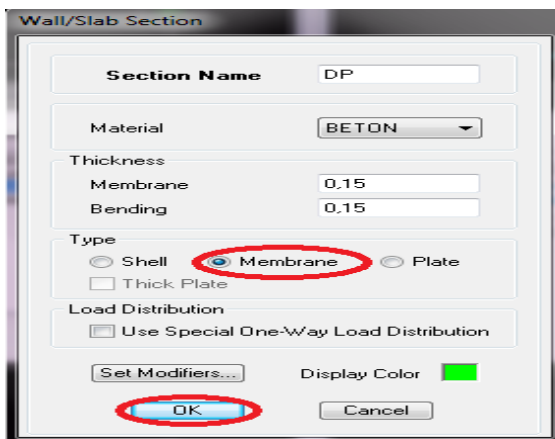 Wall/Slab Section
Section Name DP
Material BETON
Thickness
Membrane 0,15
Bending 0,15
Type
Shell Membrane Plate
Thick Plate
Load Distribution
Use Special One-Way Load Distribution
Set Modifiers... Display Color
OK Cancel